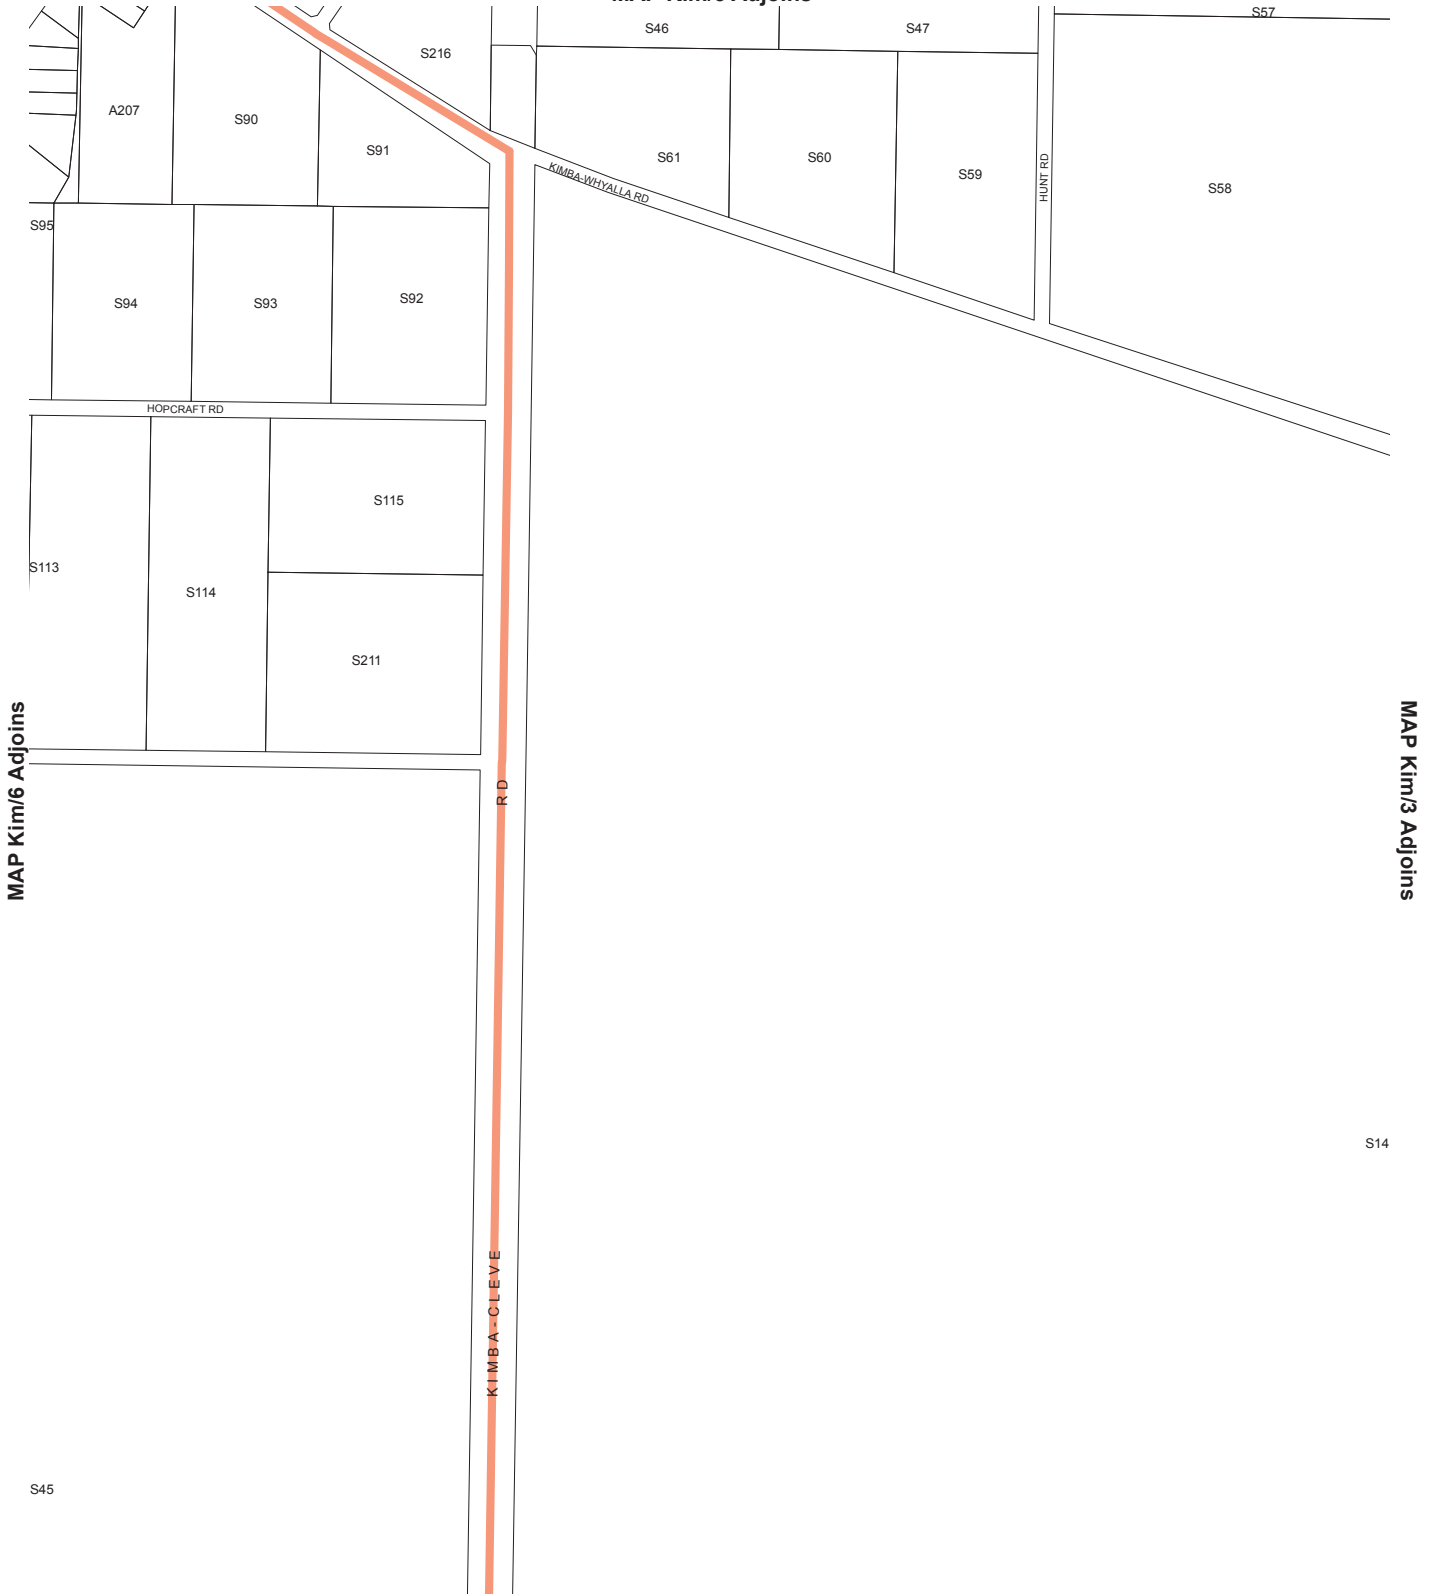 S57
S46
S47
S216
A207
S90
S91
S61
S60
S59
HUNT RD
S58
KIMBA-WHYALLA RD
S95
S94
S93
S92
HOPCRAFT RD
S115
S113
S114
S211
MAP Kim/6 Adjoins
MAP Kim/3 Adjoins
KIMBA-CLEVE RD
S14
S45